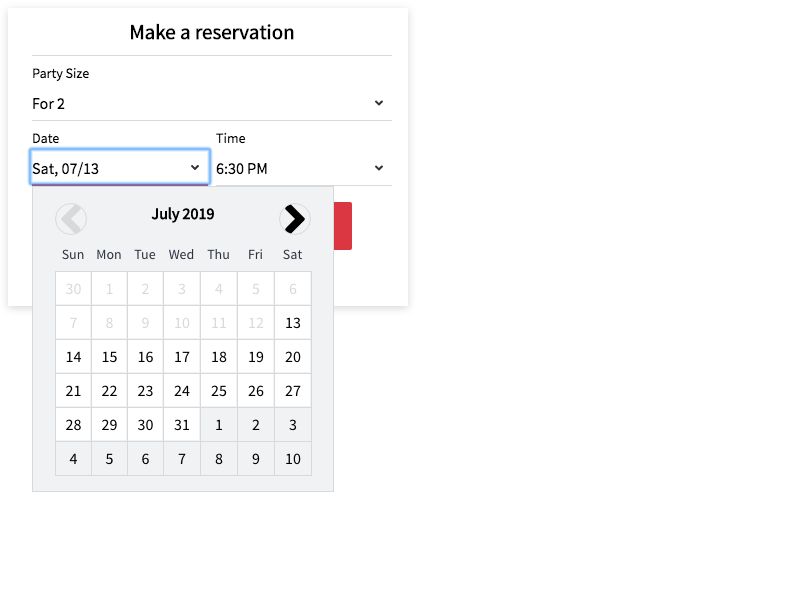 Make a reservation
Party Size
For 2
Date Time
Sat, 07/13 6:30 PM
July 2019
Sun Mon Tue Wed Thu Fri Sat
30 1 2 3 4 5 6
7 8 9 10 11 12 13
14 15 16 17 18 19 20
21 22 23 24 25 26 27
28 29 30 31 1 2 3
4 5 6 7 8 9 10